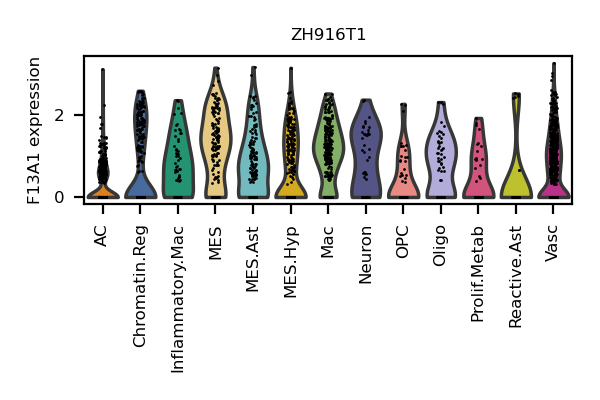 ZH916T1
F13A1 expression
2
0
AC
Chromatin.Reg
Inflammatory.Mac
MES
MES.Ast
MES.Hyp
Mac
Neuron
OPC
Oligo
Prolif.Metab
Reactive.Ast
Vasc